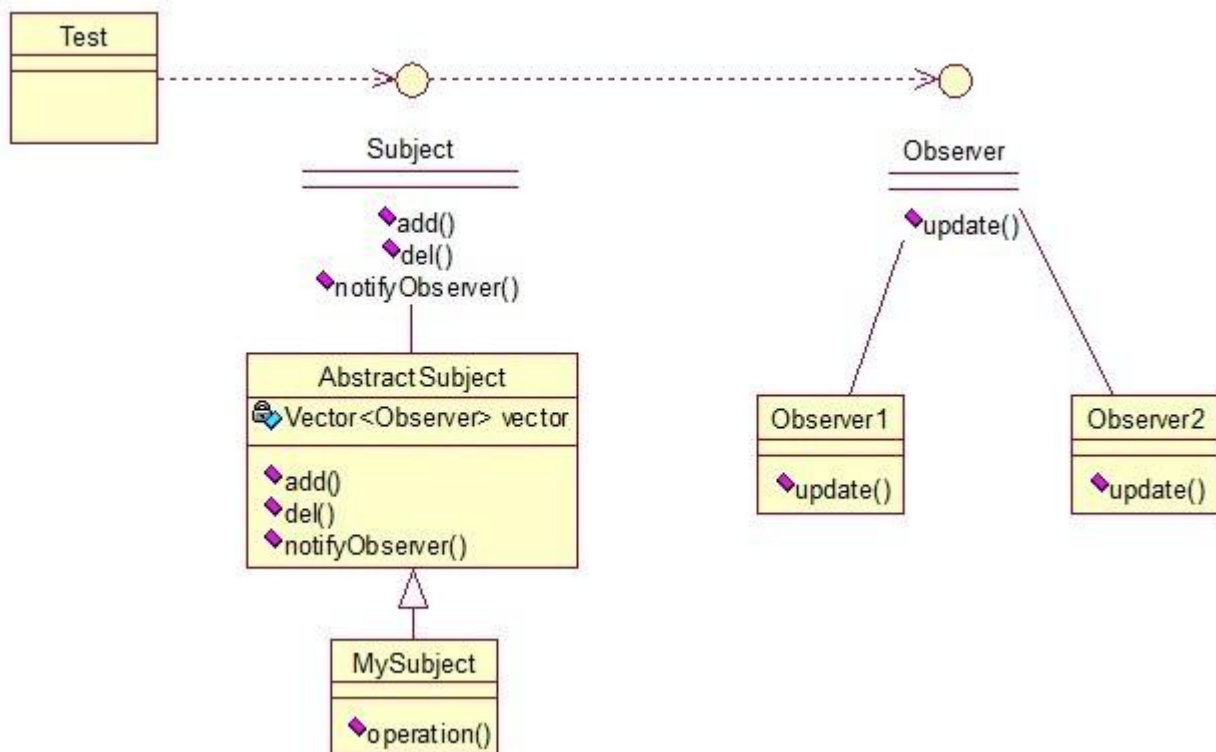 Test
Subject
add()
del()
notifyObserver()
Observer
update()
AbstractSubject
Vector<Observer> vector
add()
del()
notifyObserver()
Observer1
update()
Observer2
update()
MySubject
operation()